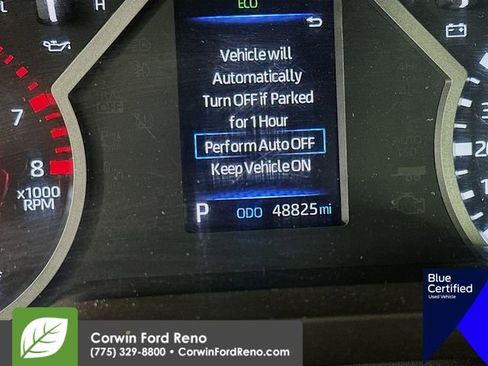 ECO
H
Vehicle will
Automatically
Turn OFF if Parked
for 1 Hour
Perform Auto OFF
Keep Vehicle ON
P ODO 48825 mi
7
8
x1000
RPM
20
OFF
Blue
Certified
Used Vehicle
Corwin Ford Reno
(775) 329-8800 • CorwinFordReno.com